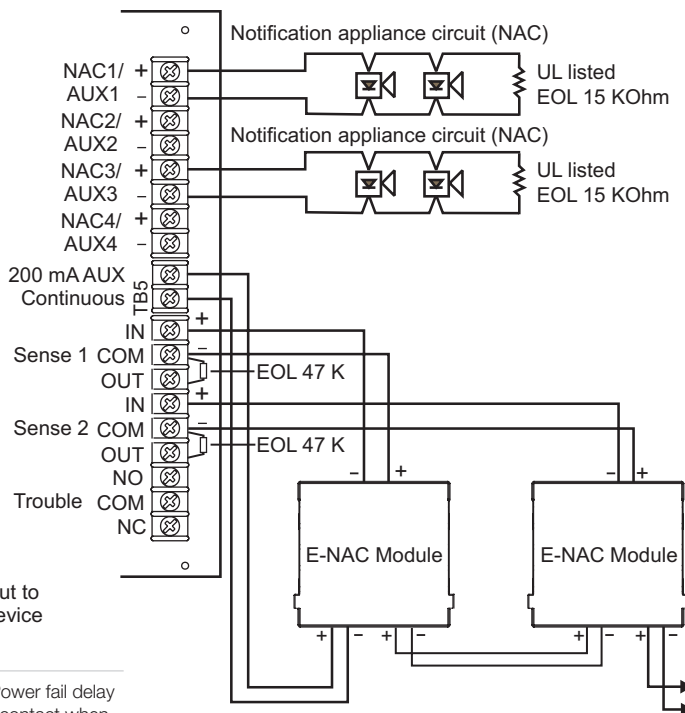 Notification appliance circuit (NAC)
NAC1/ +
AUX1 –
UL listed
EOL 15 KOhm
NAC2/ +
AUX2 –
Notification appliance circuit (NAC)
NAC3/ +
AUX3 –
UL listed
EOL 15 KOhm
NAC4/ +
AUX4 –
200 mA AUX
Continuous
TB5
+
IN
Sense 1 COM –
OUT
EOL 47 K
+
IN
Sense 2 COM –
OUT
EOL 47 K
NO
Trouble COM
NC
– +
– +
E-NAC Module
E-NAC Module
+ – + –
+ – + –
ut to
evice
ower fail delay
contact when